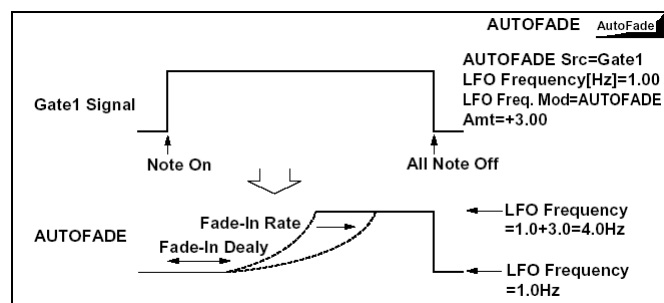 AUTOFADE AutoFade
AUTOFADE Src=Gate1
LFO Frequency[Hz]=1.00
LFO Freq. Mod=AUTOFADE
Amt=+3.00
Gate1 Signal
Note On
All Note Off
AUTOFADE
Fade-In Rate
Fade-In Dealy
LFO Frequency
=1.0+3.0=4.0Hz
LFO Frequency
=1.0Hz